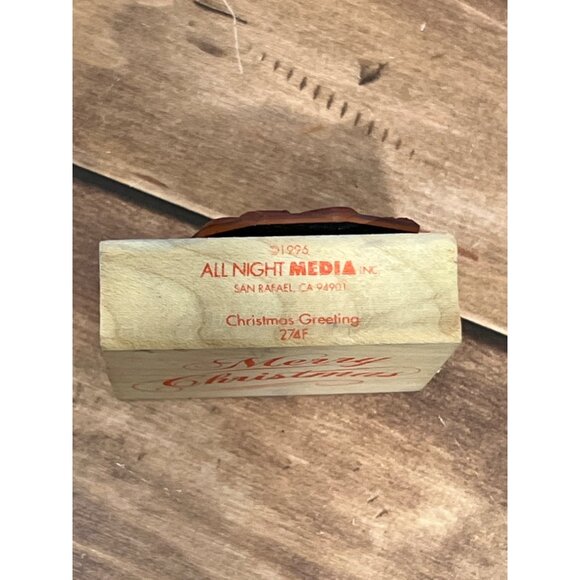 ©1996
ALL NIGHT MEDIA INC.
SAN RAFAEL, CA 94901
Christmas Greeting
274F
Merry
Christmas